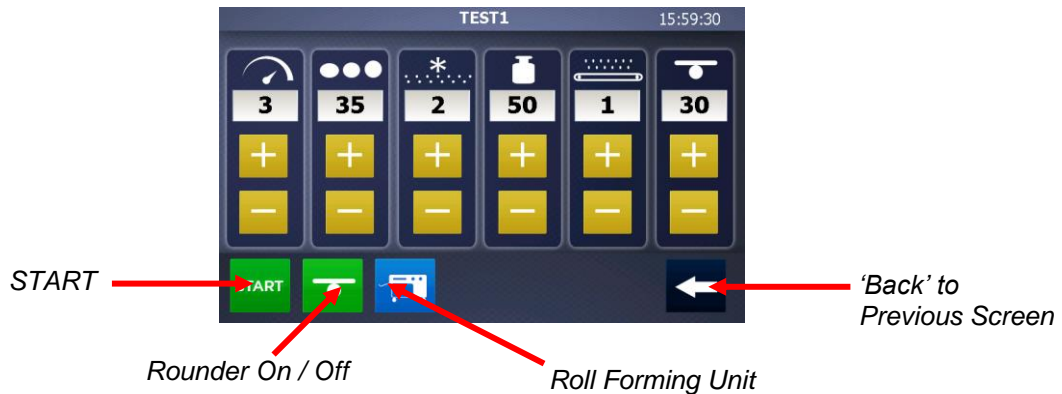 TEST1 15:59:30
3 35 2 50 1 30
+ + + + + +
− − − − − −
START START ‘Back’ to
Previous Screen
Rounder On / Off
Roll Forming Unit